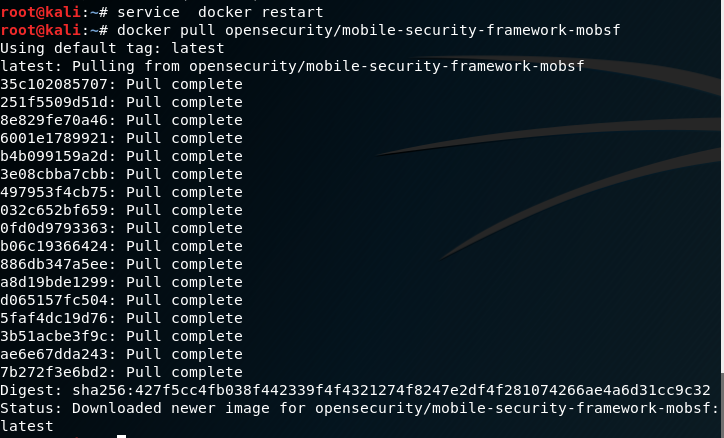 root@kali:~# service  docker restart
root@kali:~# docker pull opensecurity/mobile-security-framework-mobsf
Using default tag: latest
latest: Pulling from opensecurity/mobile-security-framework-mobsf
35c102085707: Pull complete
251f5509d51d: Pull complete
8e829fe70a46: Pull complete
6001e1789921: Pull complete
b4b099159a2d: Pull complete
3e08cbba7cbb: Pull complete
497953f4cb75: Pull complete
032c652bf659: Pull complete
0fd0d9793363: Pull complete
b06c19366424: Pull complete
886db347a5ee: Pull complete
a8d19bde1299: Pull complete
d065157fc504: Pull complete
5faf4dc19d76: Pull complete
3b51acbe3f9c: Pull complete
ae6e67dda243: Pull complete
7b272f3e6bd2: Pull complete
Digest: sha256:427f5cc4fb038f442339f4f4321274f8247e2df4f281074266ae4a6d31cc9c32
Status: Downloaded newer image for opensecurity/mobile-security-framework-mobsf:
latest